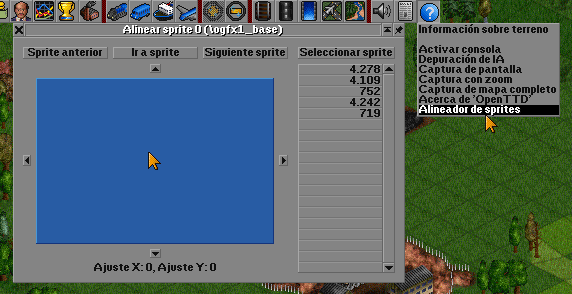 Alinear sprite 0 (\ogfx1_base)
Sprite anterior
Ir a sprite
Siguiente sprite
Seleccionar sprite
4.278
4.109
752
4.242
719
Ajuste X: 0, Ajuste Y: 0
?
Información sobre terreno
Activar consola
Depuración de IA
Captura de pantalla
Captura con zoom
Captura de mapa completo
Acerca de 'OpenTTD'
Alineador de sprites